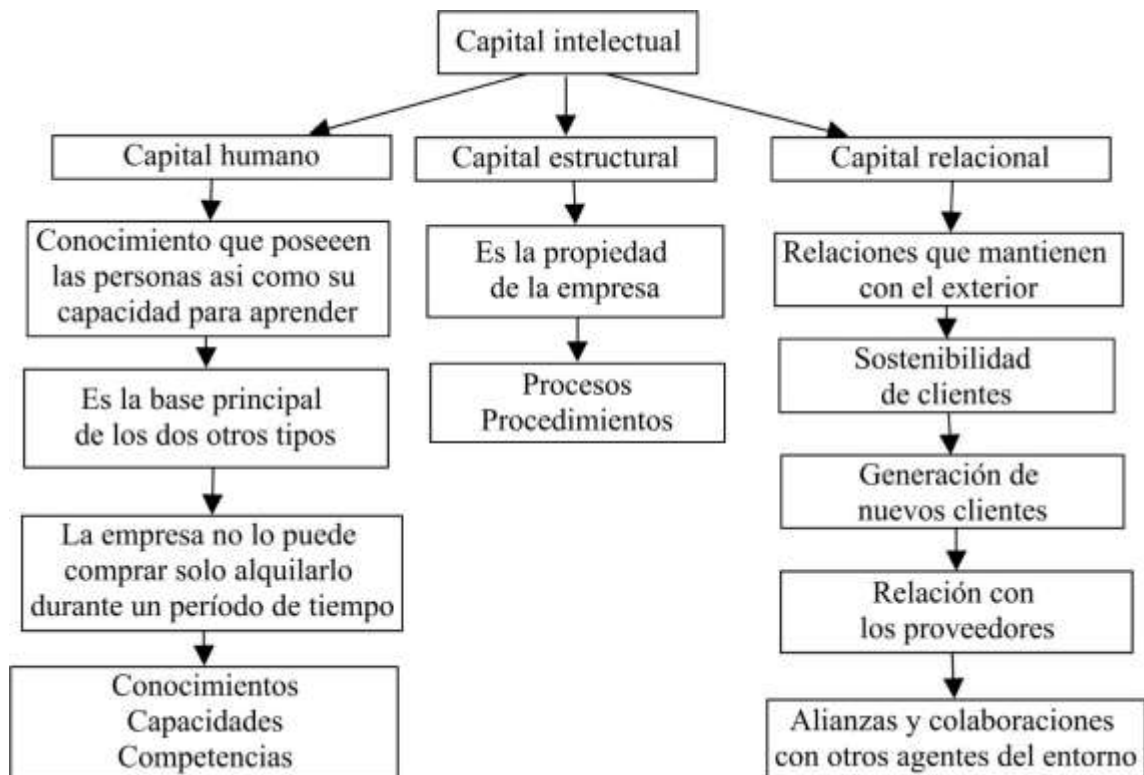 Capital intelectual
Capital humano
Capital estructural
Capital relacional
Conocimiento que poseeen
las personas asi como su
capacidad para aprender
Es la base principal
de los dos otros tipos
La empresa no lo puede
comprar solo alquilarlo
durante un período de tiempo
Conocimientos
Capacidades
Competencias
Es la propiedad
de la empresa
Procesos
Procedimientos
Relaciones que mantienen
con el exterior
Sostenibilidad
de clientes
Generación de
nuevos clientes
Relación con
los proveedores
Alianzas y colaboraciones
con otros agentes del entorno